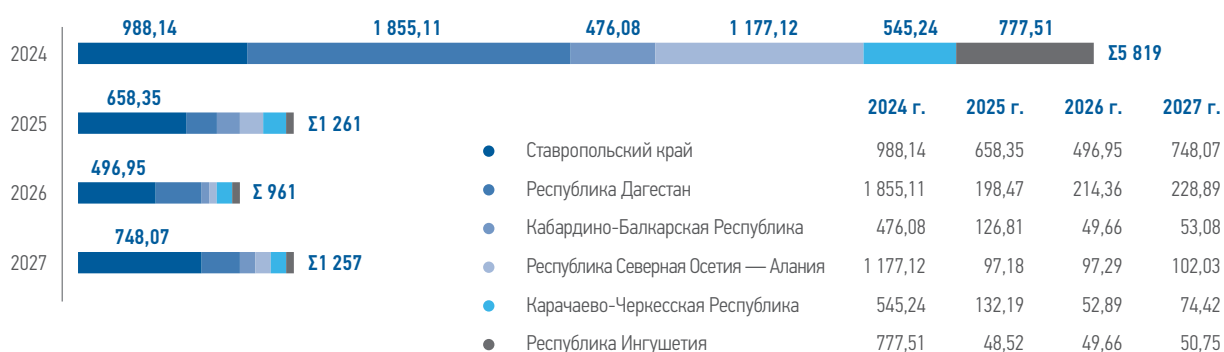 988,14 1 855,11 476,08 1 177,12 545,24 777,51
2024 Σ5 819
658,35
2025 Σ1 261
496,95
2026 Σ 961
748,07
2027 Σ1 257
2024 г. 2025 г. 2026 г. 2027 г.
Ставропольский край 988,14 658,35 496,95 748,07
Республика Дагестан 1 855,11 198,47 214,36 228,89
Кабардино-Балкарская Республика 476,08 126,81 49,66 53,08
Республика Северная Осетия — Алания 1 177,12 97,18 97,29 102,03
Карачаево-Черкесская Республика 545,24 132,19 52,89 74,42
Республика Ингушетия 777,51 48,52 49,66 50,75